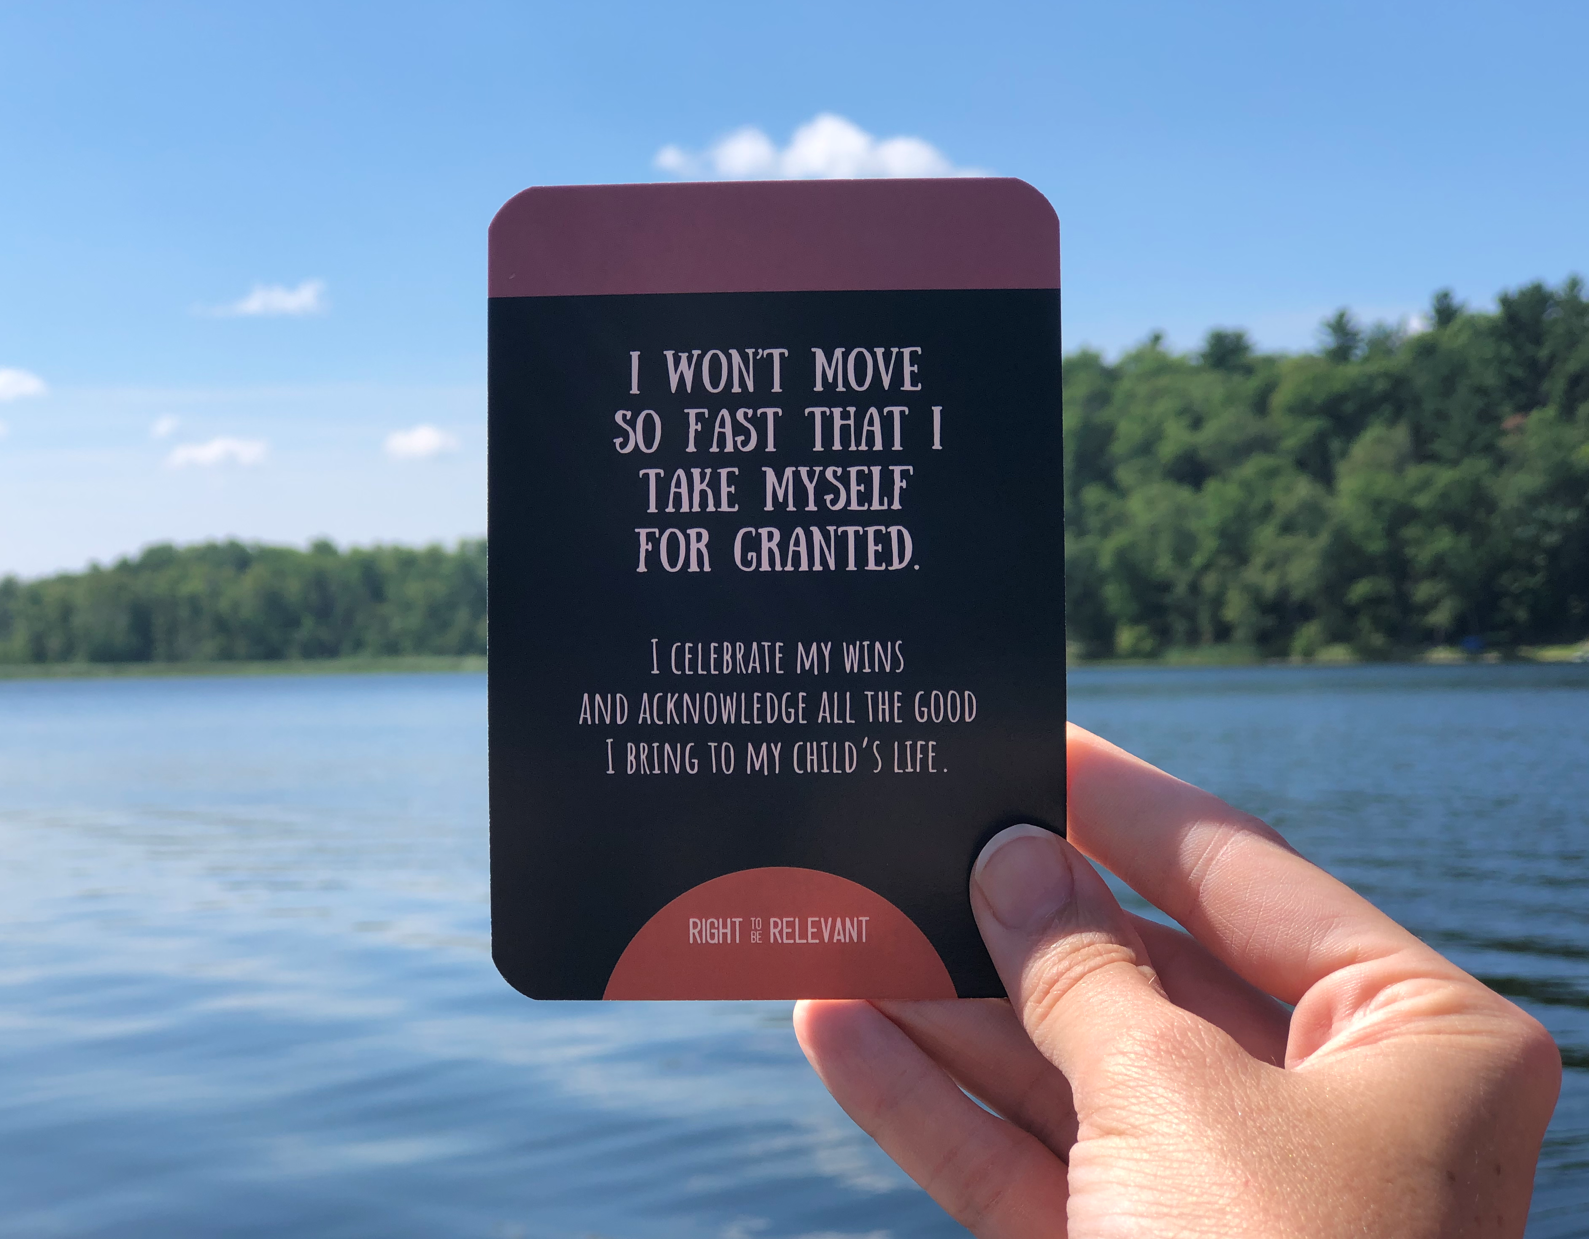 I WON'T MOVE
SO FAST THAT I
TAKE MYSELF
FOR GRANTED.
I CELEBRATE MY WINS
AND ACKNOWLEDGE ALL THE GOOD
I BRING TO MY CHILD'S LIFE.
RIGHT TO BE RELEVANT